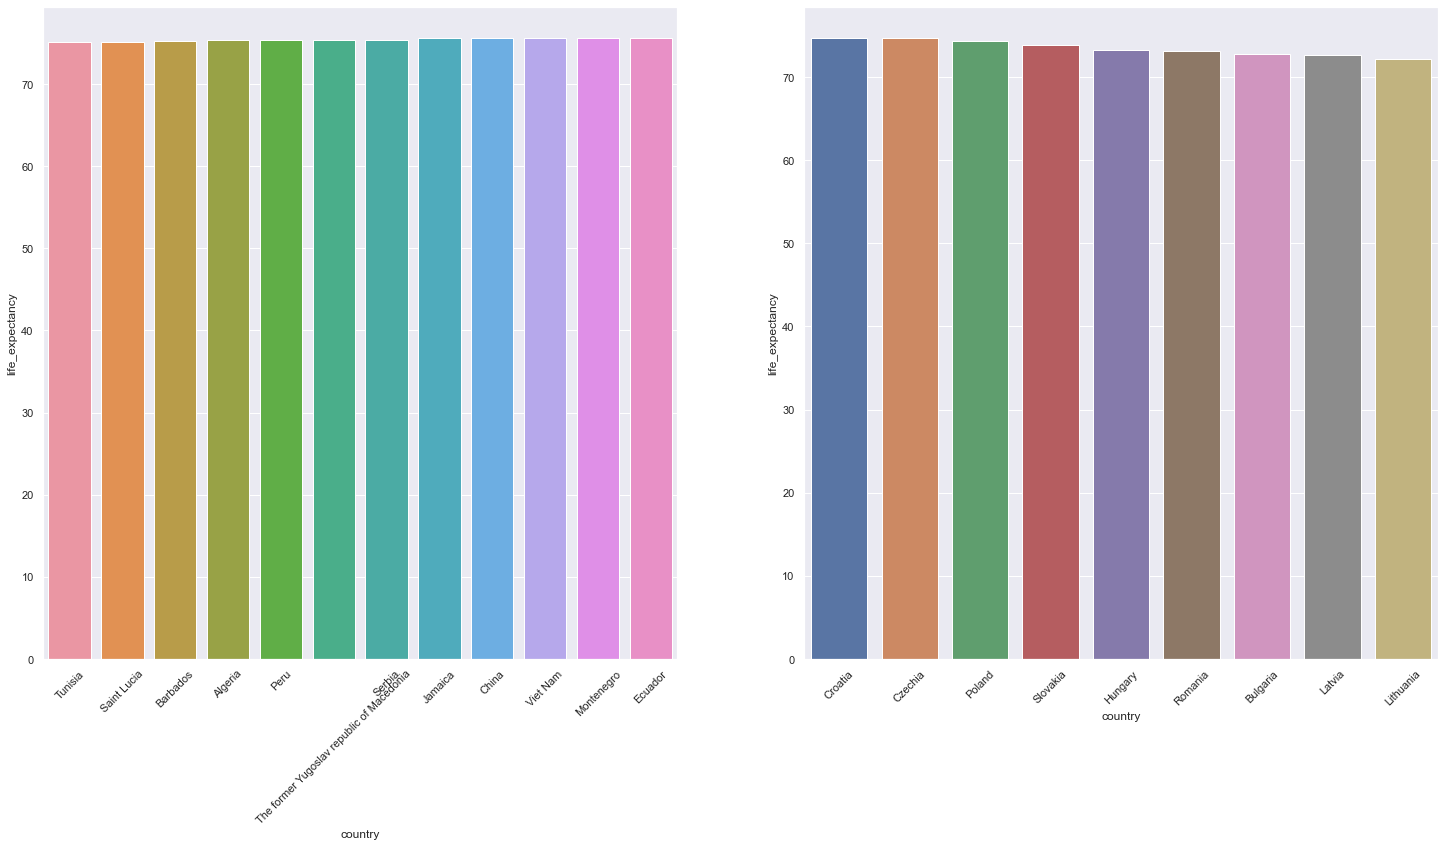 life_expectancy
70
60
50
40
30
20
10
0
Tunisia
Saint Lucia
Barbados
Algeria
Peru
The former Yugoslav republic of Macedonia
Serbia
Jamaica
China
Viet Nam
Montenegro
Ecuador
country
life_expectancy
70
60
50
40
30
20
10
0
Croatia
Czechia
Poland
Slovakia
Hungary
Romania
Bulgaria
Latvia
Lithuania
country